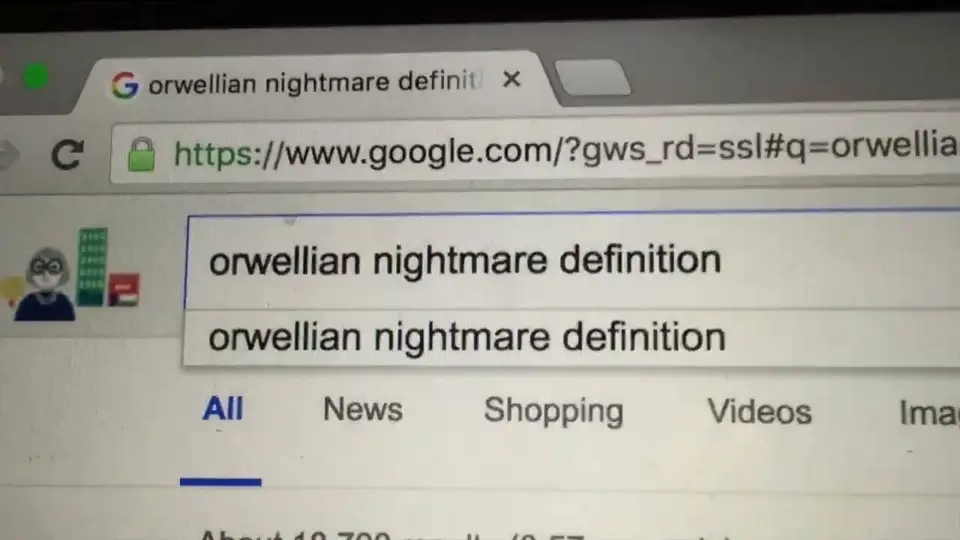 orwellian nightmare definit
https://www.google.com/?gws_rd=ssl#q=orwellia
orwellian nightmare definition
orwellian nightmare definition
All News Shopping Videos Ima
About